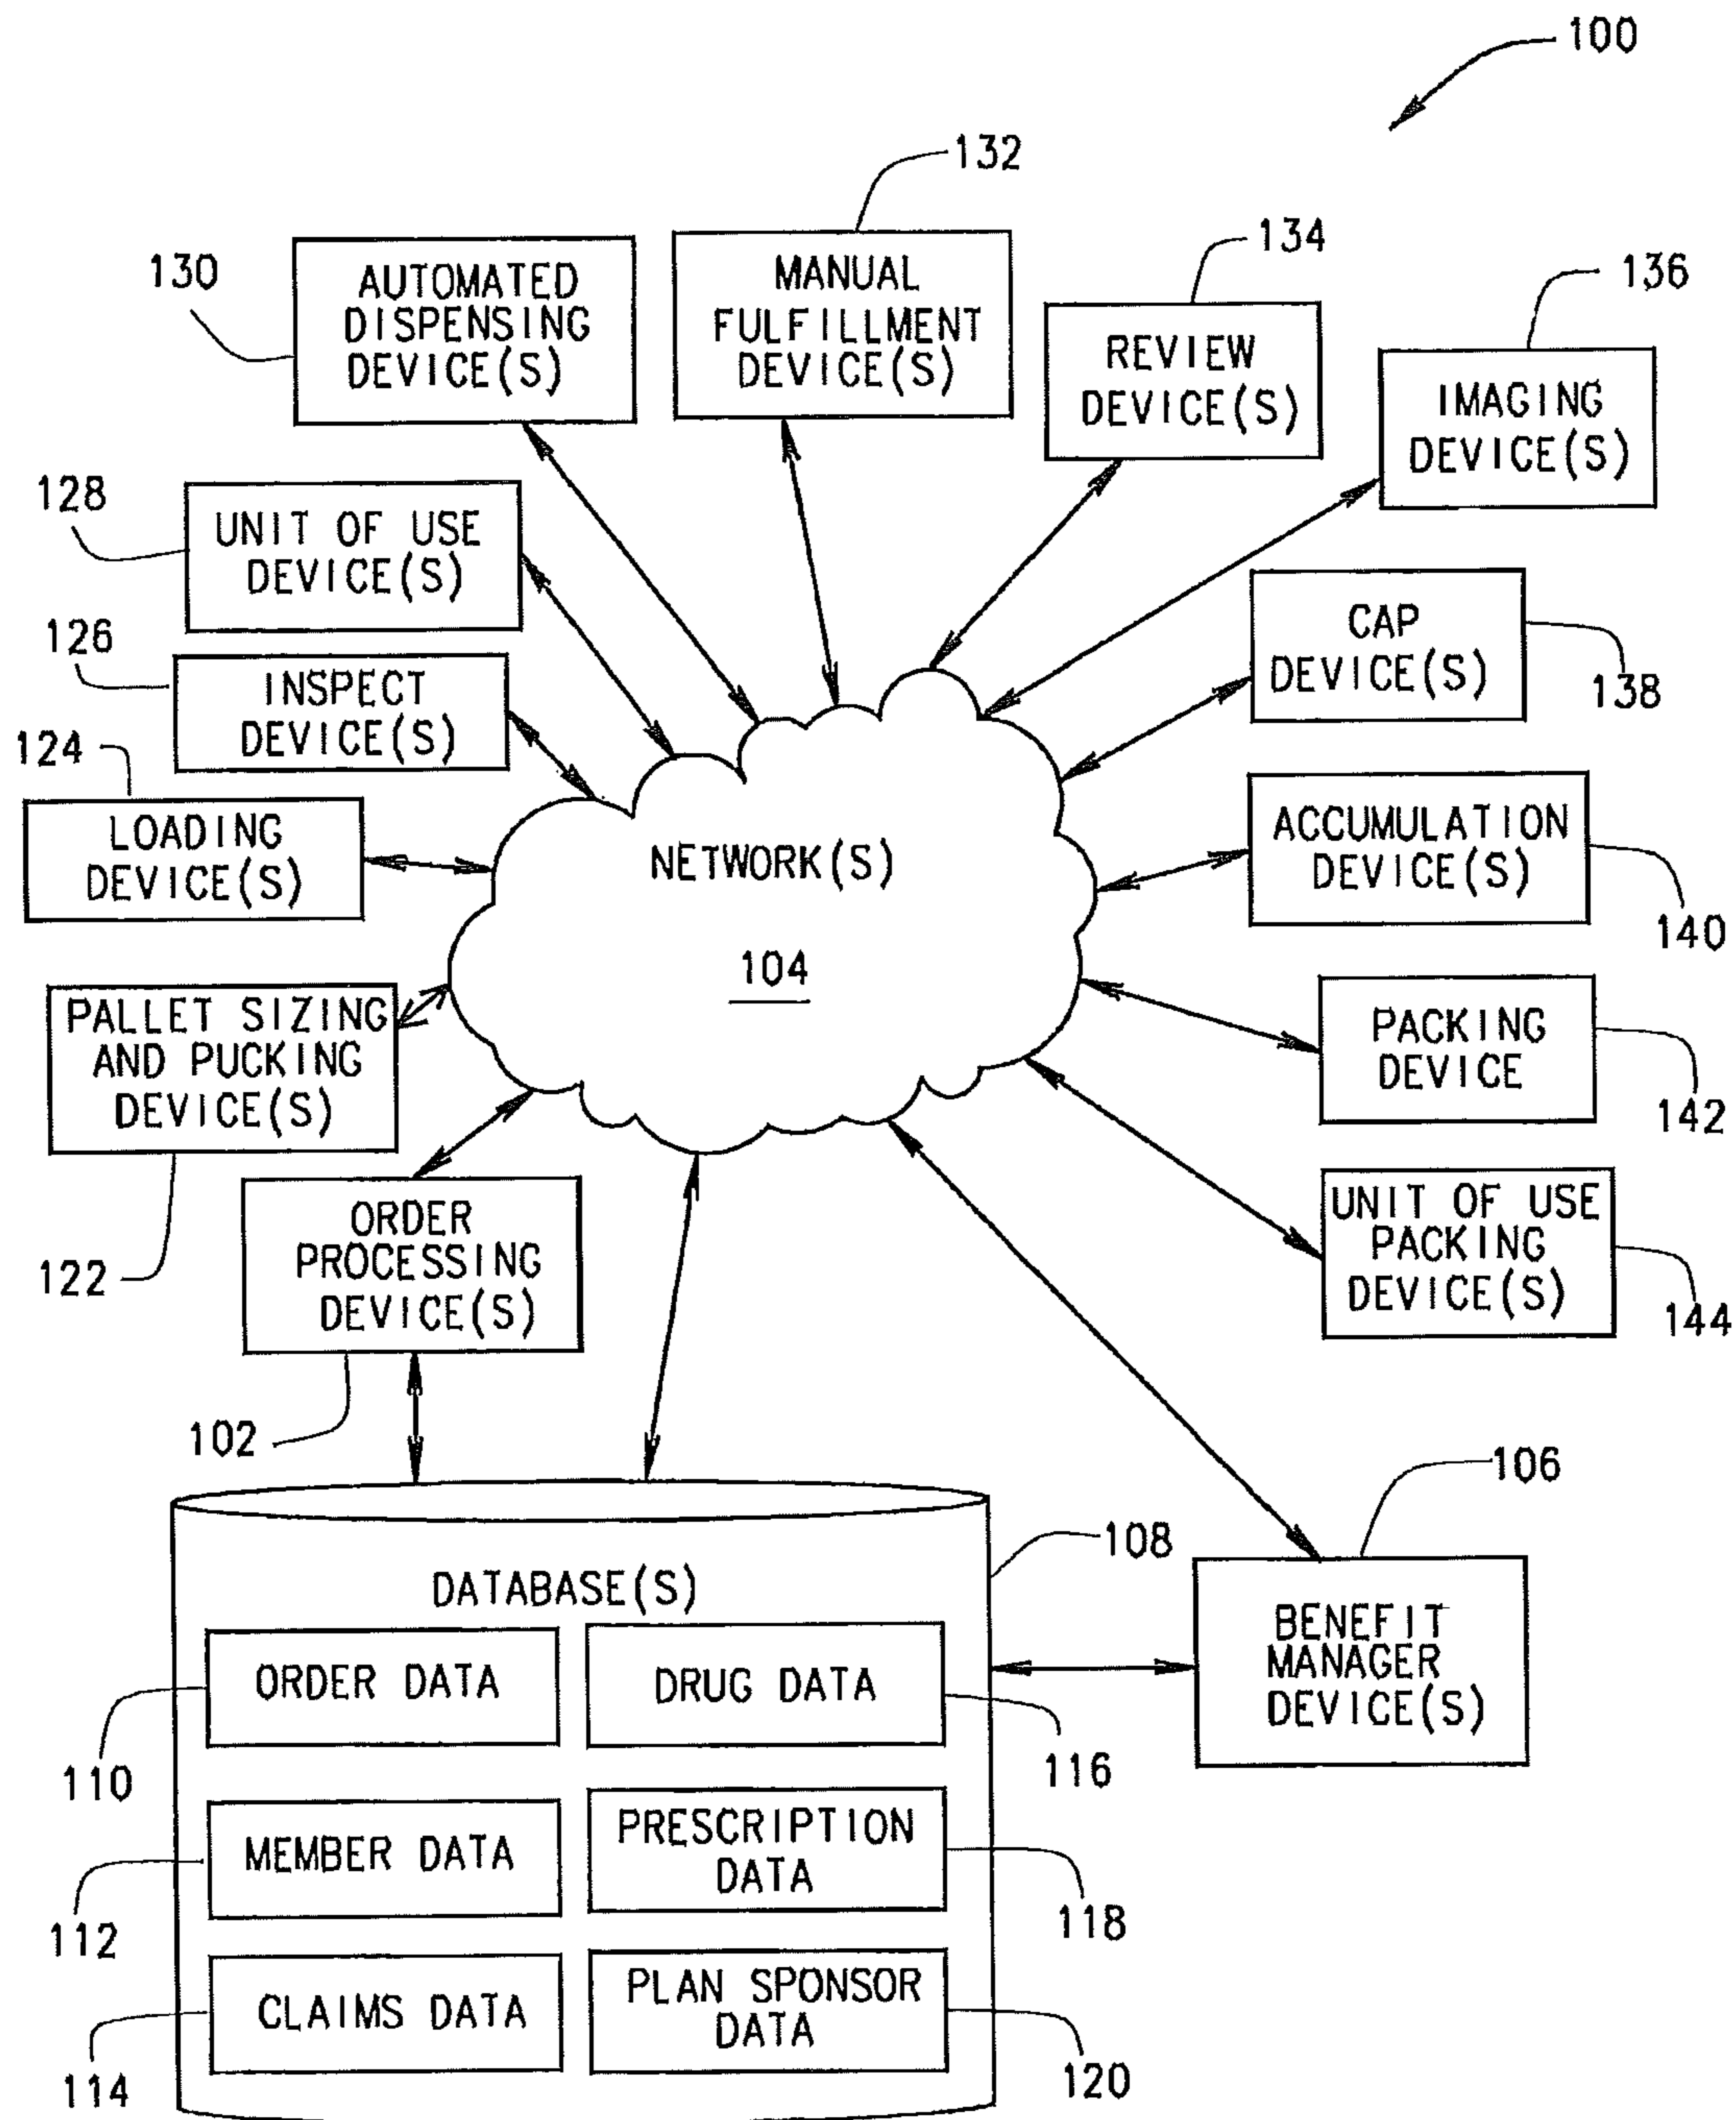 100
132
134
136
130
AUTOMATED
DISPENSING
DEVICE(S)
MANUAL
FULFILLMENT
DEVICE(S)
REVIEW
DEVICE(S)
IMAGING
DEVICE(S)
128
UNIT OF USE
DEVICE(S)
CAP
DEVICE(S)
138
126
INSPECT
DEVICE(S)
124
LOADING
DEVICE(S)
NETWORK(S)
104
ACCUMULATION
DEVICE(S)
140
PALLET SIZING
AND PUCKING
DEVICE(S)
122
PACKING
DEVICE
142
ORDER
PROCESSING
DEVICE(S)
102
UNIT OF USE
PACKING
DEVICE(S)
144
106
108
DATABASE(S)
BENEFIT
MANAGER
DEVICE(S)
ORDER DATA
110
DRUG DATA
116
MEMBER DATA
112
PRESCRIPTION
DATA
118
CLAIMS DATA
114
PLAN SPONSOR
DATA
120